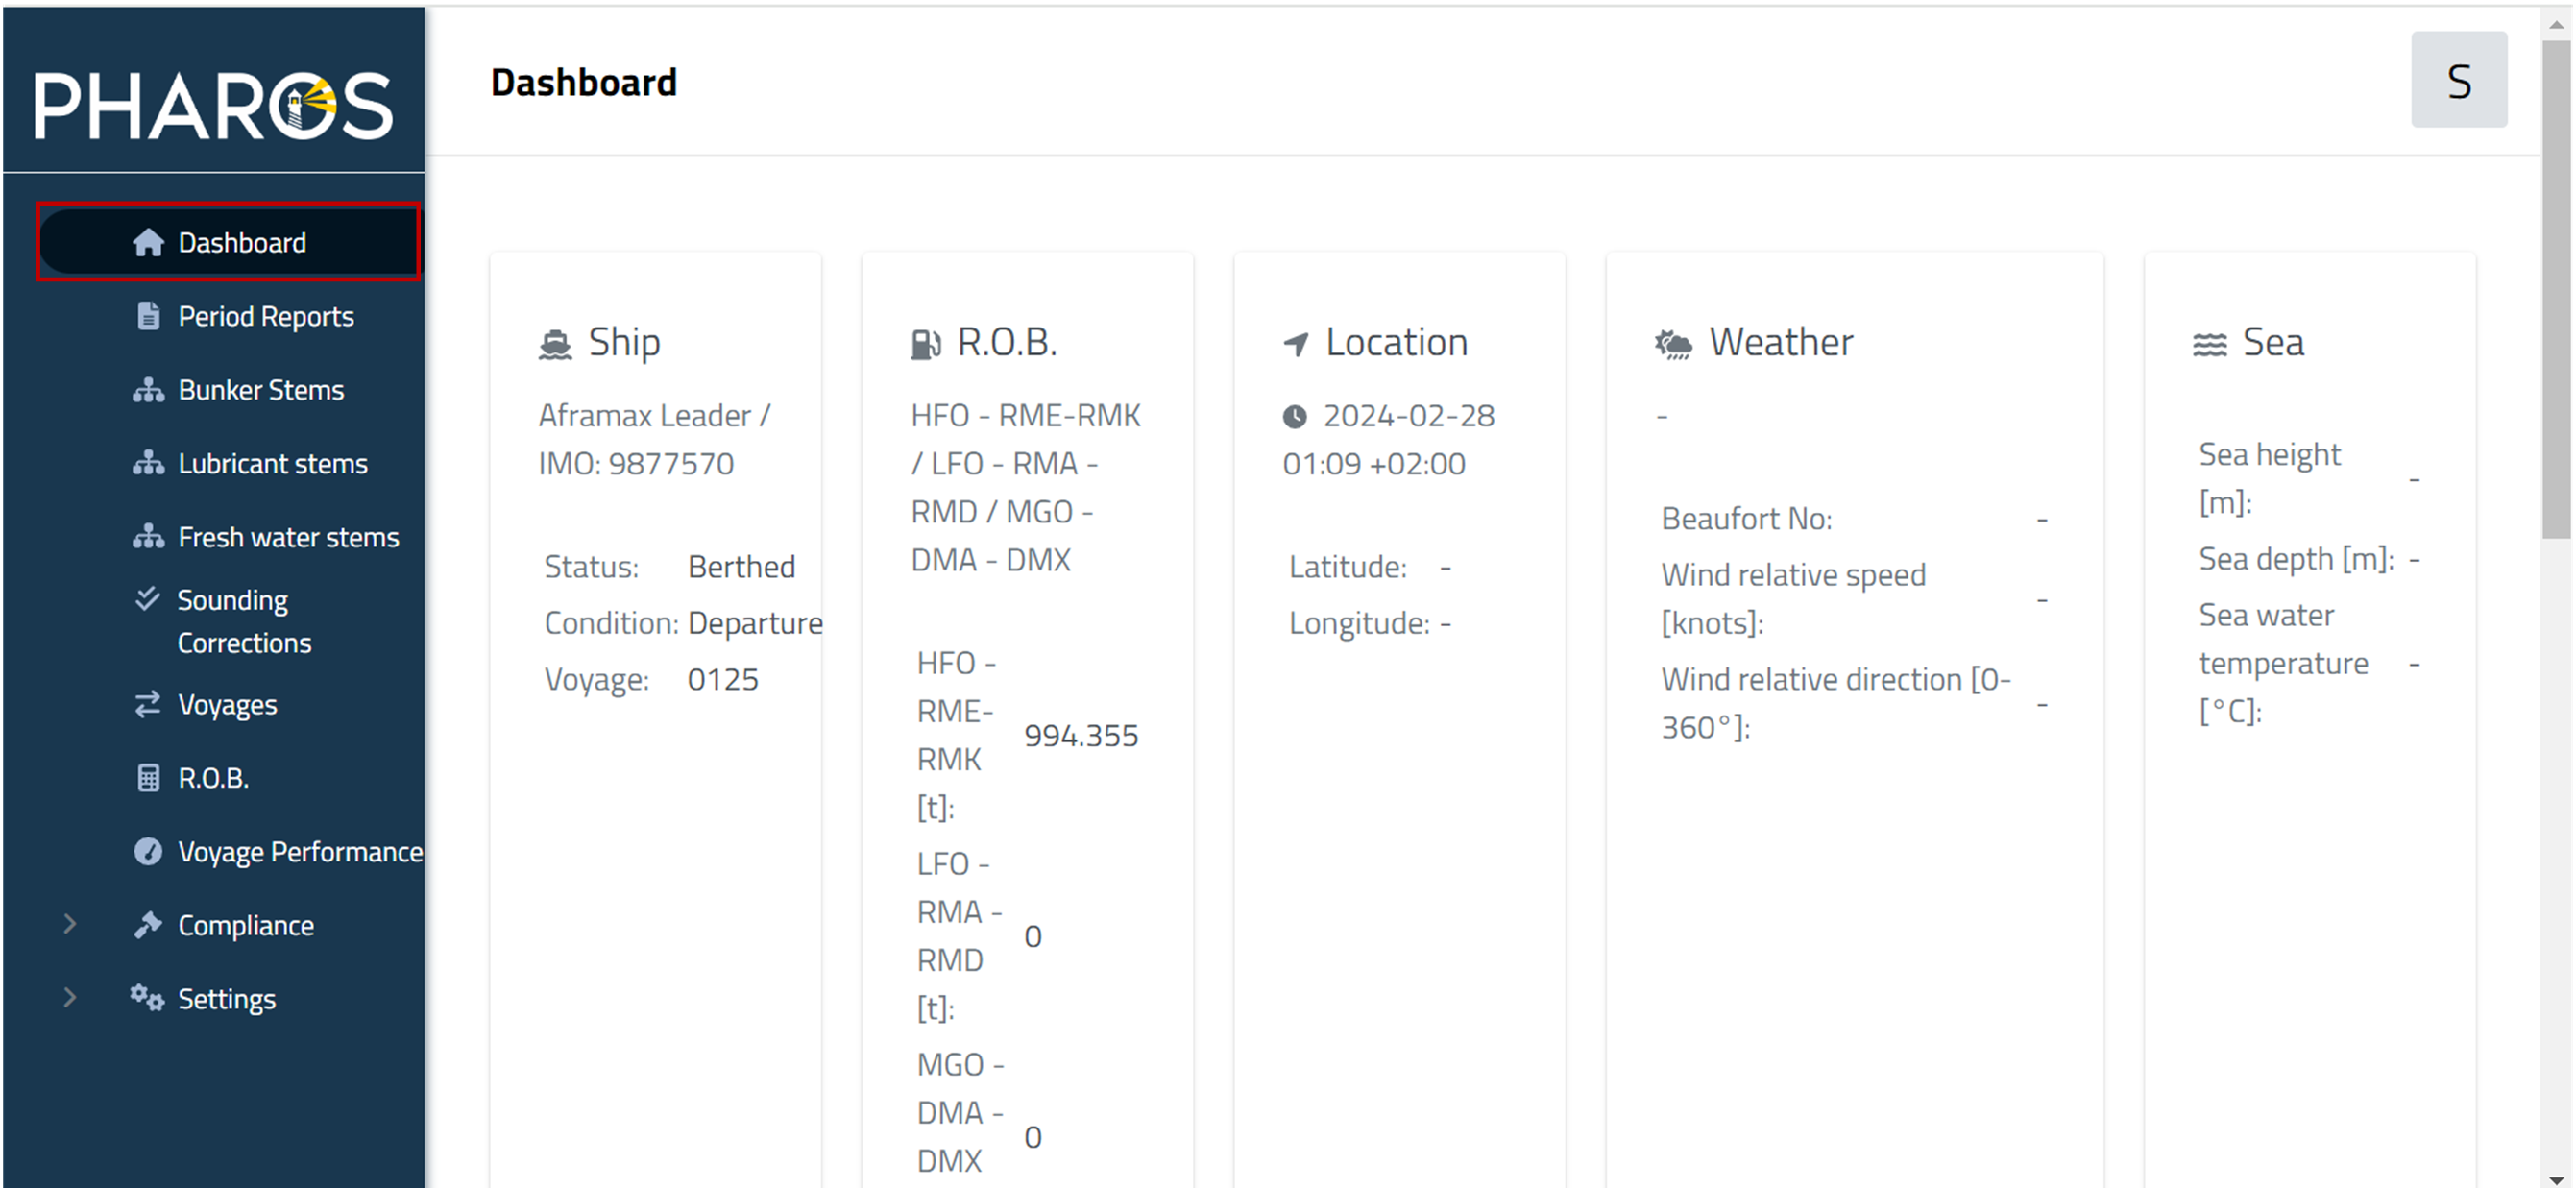 PHAROS
Dashboard
Period Reports
Bunker Stems
Lubricant stems
Fresh water stems
Sounding
Corrections
Voyages
R.O.B.
Voyage Performance
Compliance
Settings
Dashboard
S
Ship
Aframax Leader /
IMO: 9877570
Status: Berthed
Condition: Departure
Voyage: 0125
R.O.B.
HFO - RME-RMK
/ LFO - RMA -
RMD / MGO -
DMA - DMX
HFO -
RME-
RMK
[t]:
994.355
LFO -
RMA -
RMD
[t]:
0
MGO -
DMA -
DMX
0
Location
2024-02-28
01:09 +02:00
Latitude: -
Longitude: -
Weather
-
Beaufort No: -
Wind relative speed
[knots]:
-
Wind relative direction [0-
360°]:
-
Sea
Sea height
[m]:
-
Sea depth [m]: -
Sea water
temperature -
[°C]: